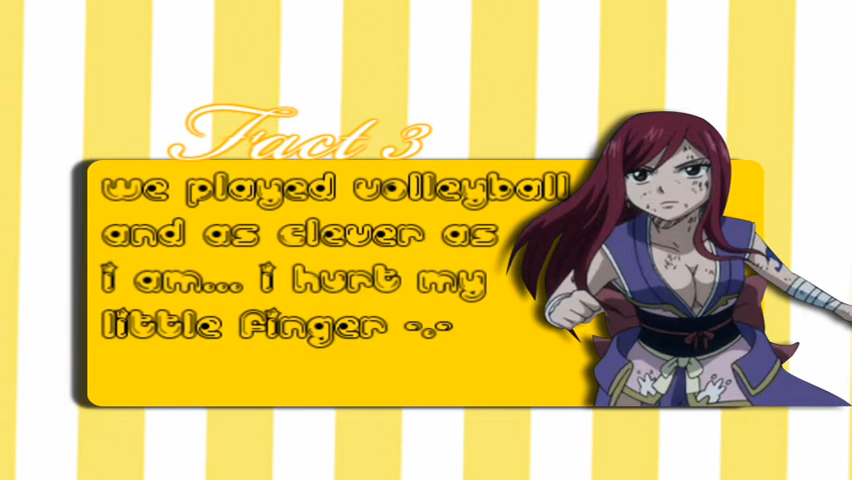 Fact 3
we played volleyball
and as clever as
i am... i hurt my
little finger -.-